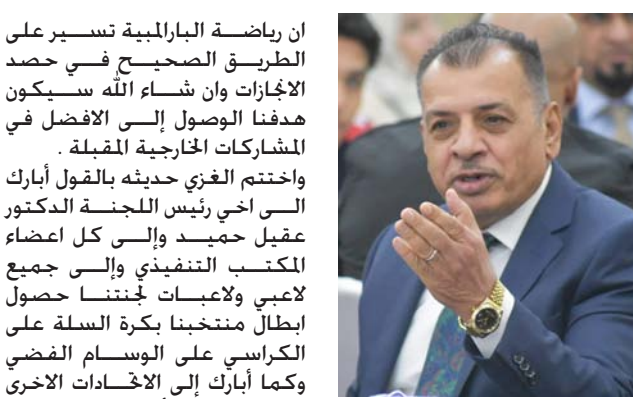 ان رياضة البارالمبية تسير على
الطريق الصحيح في حصد
الانجازات وان شاء الله سيكون
هدفنا الوصول إلى الافضل في
المشاركات الخارجية المقبلة .
واختتم الغزي حديثه بالقول أبارك
الى اخي رئيس اللجنة الدكتور
عقيل حميد وإلى كل اعضاء
المكتب التنفيذي وإلى جميع
لاعبي ولاعبات لجنتنا حصول
ابطال منتخبنا بكرة السلة على
الكراسي على الوسام الفضي
وكما أبارك إلى الاتحادات الاخرى